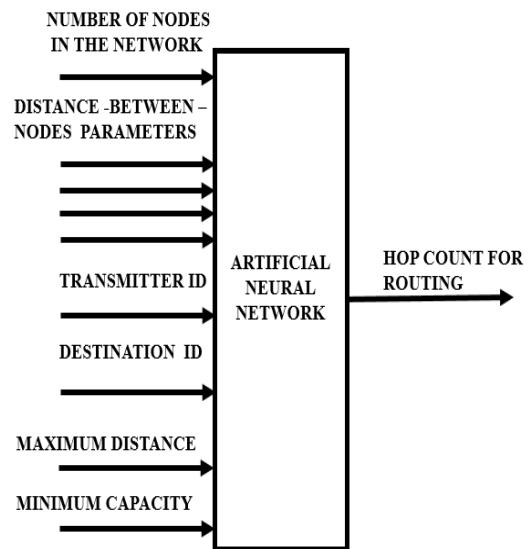 NUMBER OF NODES
IN THE NETWORK
DISTANCE -BETWEEN –
NODES PARAMETERS
TRANSMITTER ID
DESTINATION ID
MAXIMUM DISTANCE
MINIMUM CAPACITY
ARTIFICIAL
NEURAL
NETWORK
HOP COUNT FOR
ROUTING